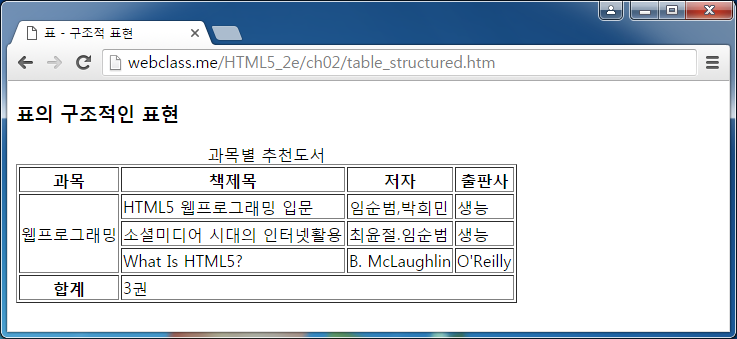 표 - 구조적 표현
webclass.me/HTML5_2e/ch02/table_structured.htm
표의 구조적인 표현
과목별 추천도서
과목 책제목 저자 출판사
웹프로그래밍 HTML5 웹프로그래밍 입문 임순범,박희민 생능
소셜미디어 시대의 인터넷활용 최윤절.임순범 생능
What Is HTML5? B. McLaughlin O'Reilly
합계 3권